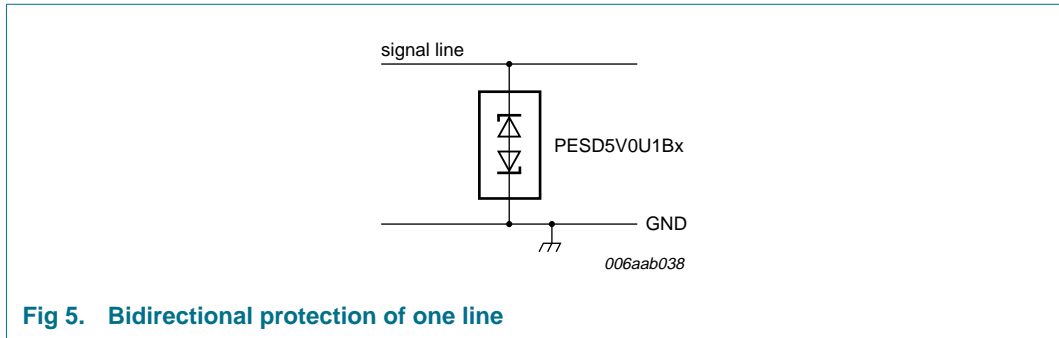 signal line
PESD5V0U1Bx
GND
006aab038
Fig 5. Bidirectional protection of one line